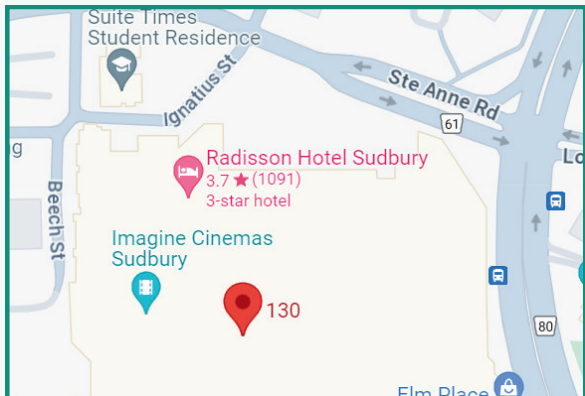 Suite Times
Student Residence
Ignatius St
Ste Anne Rd
61
Radisson Hotel Sudbury
3.7 ★ (1091)
3-star hotel
Beech St
Imagine Cinemas
Sudbury
130
80
Elm Place